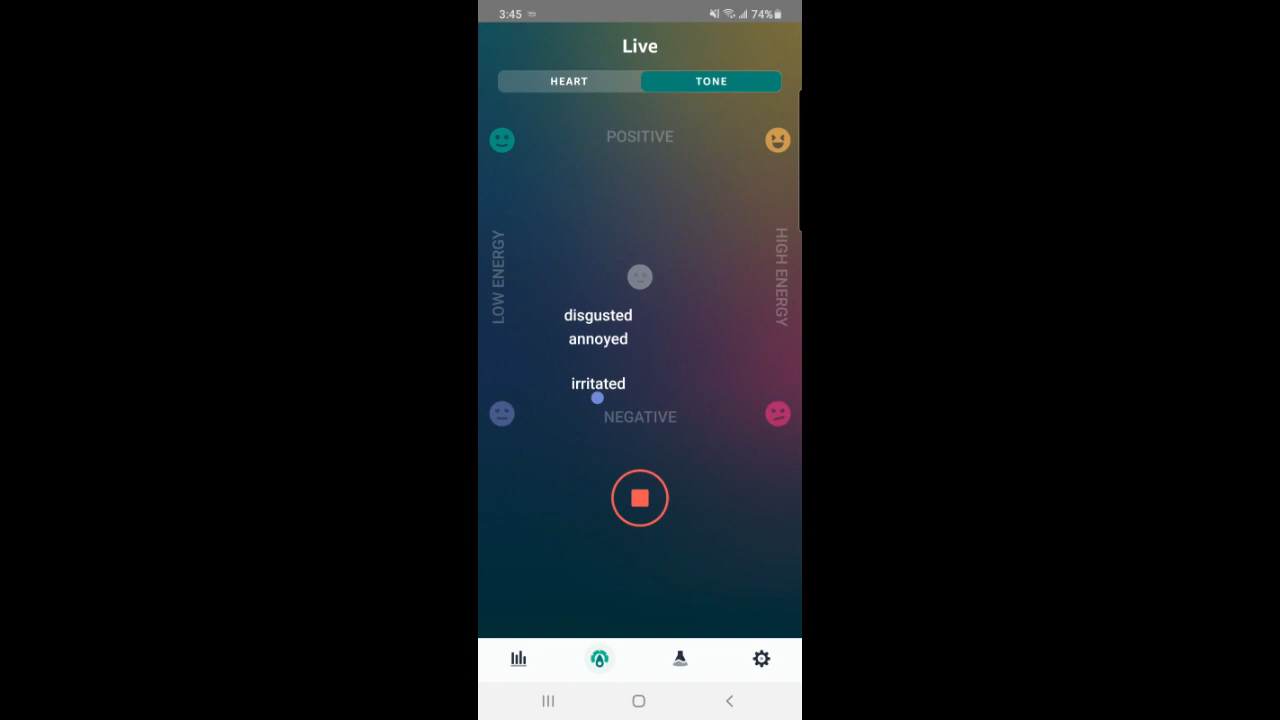 3:45
74%
Live
HEART
TONE
POSITIVE
LOW ENERGY
HIGH ENERGY
disgusted
annoyed
irritated
NEGATIVE